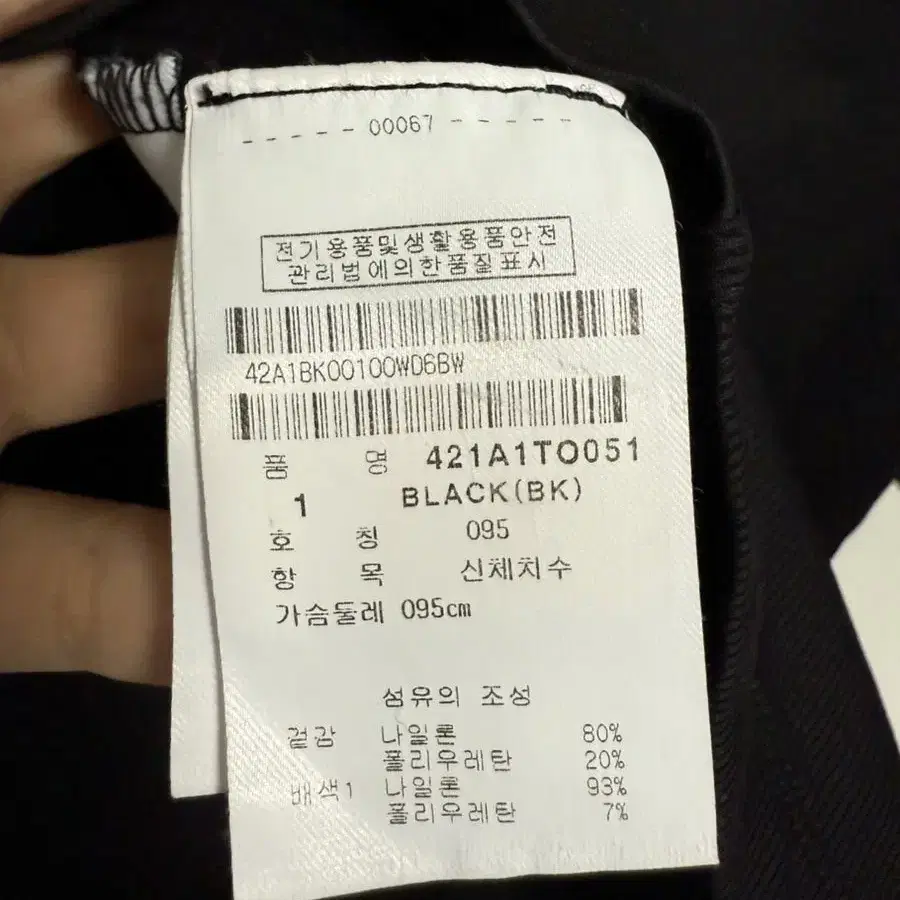 - - - - - 00067 - - - - -
전기용품및생활용품안전
관리법에의한품질표시
42A1BK00100WD6BW
품 명 421A1TO051
1 BLACK(BK)
호 칭 095
항 목 신체치수
가슴둘레 095cm
섬유의 조성
겉감 나일론 80%
폴리우레탄 20%
배색1 나일론 93%
폴리우레탄 7%